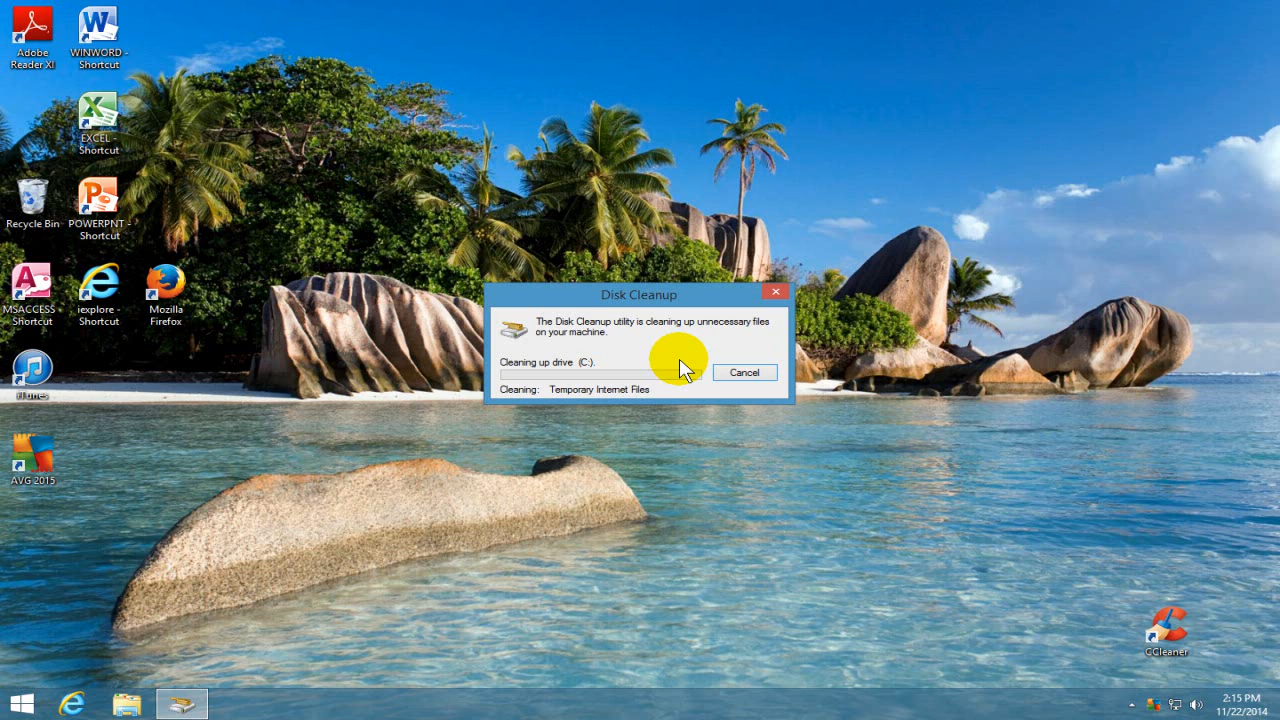 Adobe
Reader XI
WINWORD -
Shortcut
EXCEL -
Shortcut
Recycle Bin
POWERPNT -
Shortcut
MSACCESS
Shortcut
iexplore -
Shortcut
Mozilla
Firefox
iTunes
AVG 2015
Disk Cleanup
The Disk Cleanup utility is cleaning up unnecessary files
on your machine.
Cleaning up drive (C:).
Cancel
Cleaning: Temporary Internet Files
CCleaner
2:15 PM
11/22/2014